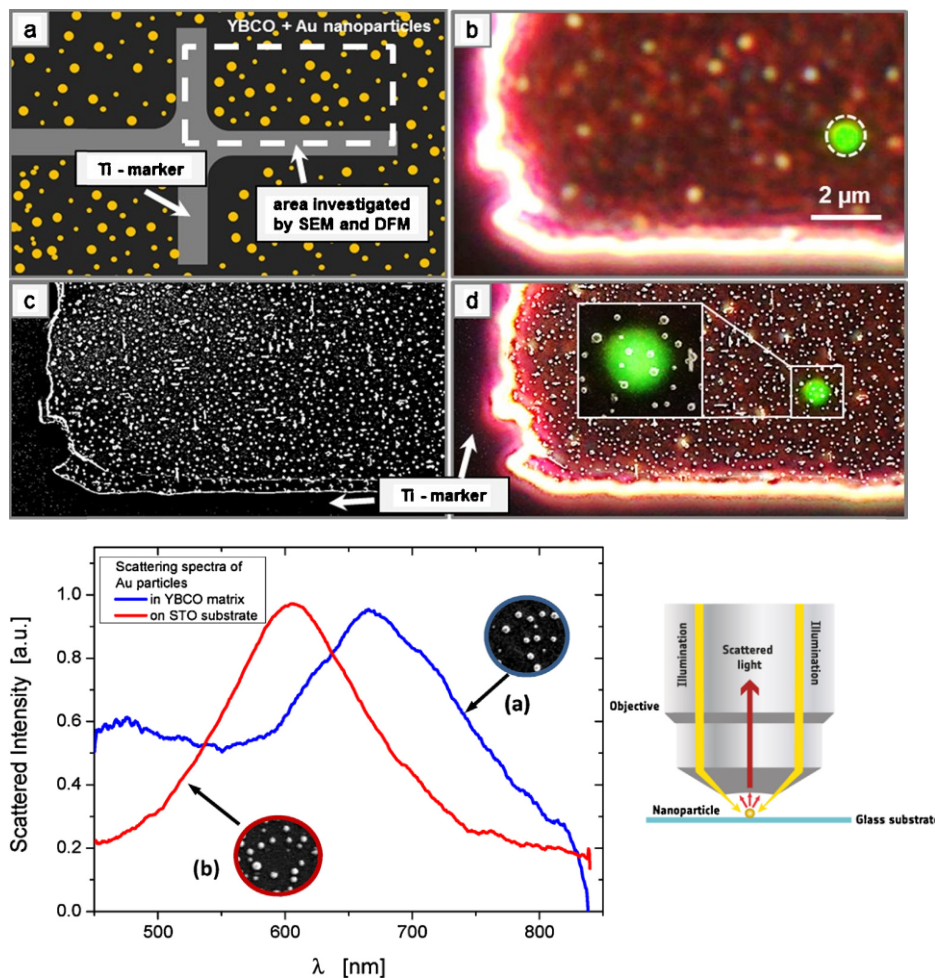 a
YBCO + Au nanoparticles
Ti - marker
area investigated
by SEM and DFM
b
2 µm
c
d
Ti - marker
Scattering spectra of
Au particles
in YBCO matrix
on STO substrate
1.0
0.8
0.6
0.4
0.2
0.0
Scattered Intensity [a.u.]
(a)
(b)
500
600
700
800
λ [nm]
Illumination
Scattered
light
Illumination
Objective
Nanoparticle
Glass substrate